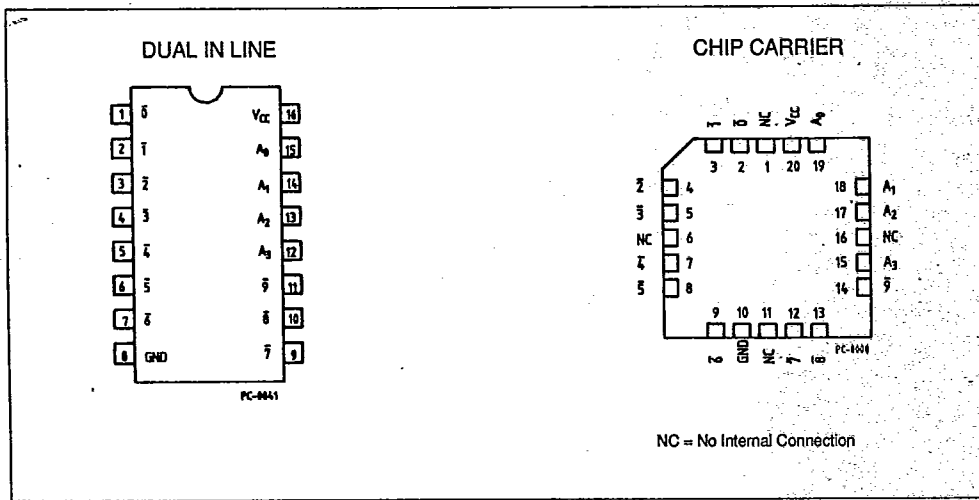 DUAL IN LINE
1 0̅ V_CC 16
2 1̅ A₀ 15
3 2̅ A₁ 14
4 3̅ A₂ 13
5 4̅ A₃ 12
6 5̅ 9̅ 11
7 6̅ 8̅ 10
8 GND 7̅ 9
PC-0041
CHIP CARRIER
1̅ 0̅ NC V_CC A₀
3 2 1 20 19
2̅ 4 18 A₁
3̅ 5 17 A₂
NC 6 16 NC
4̅ 7 15 A₃
5̅ 8 14 9̅
9 10 11 12 13
6̅ GND NC 7̅ 8̅
NC = No Internal Connection